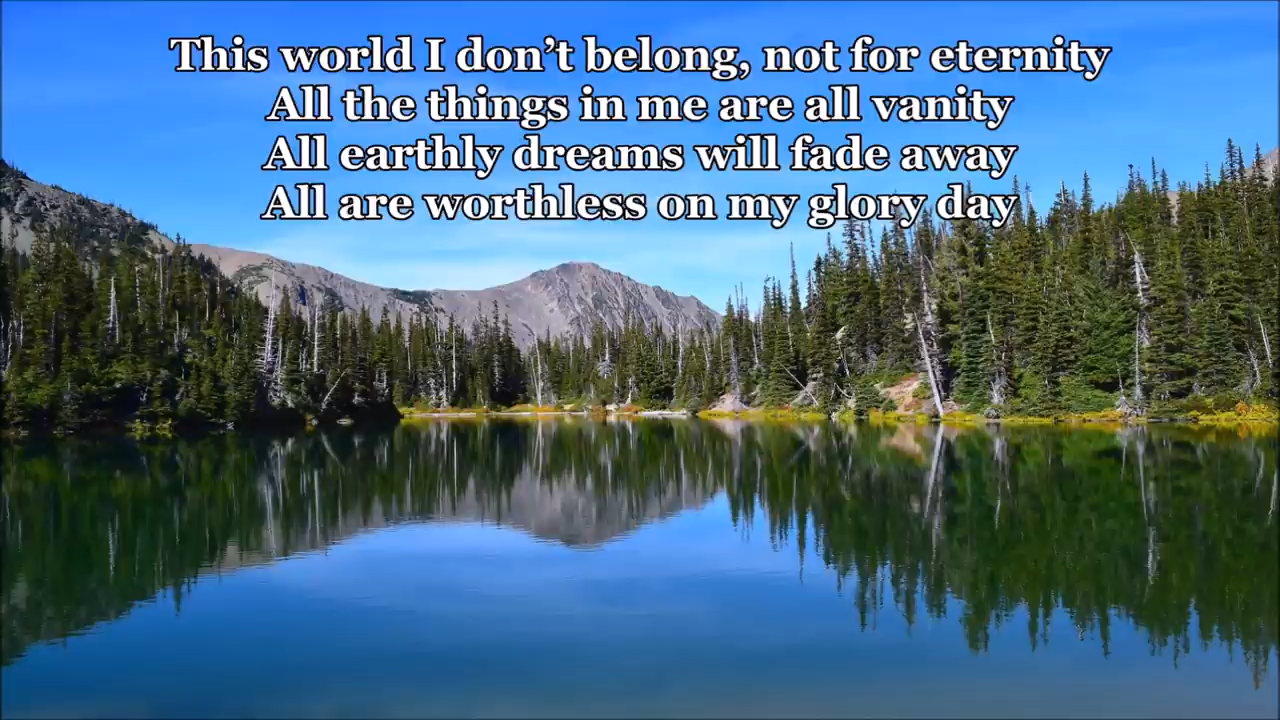 This world I don’t belong, not for eternity
All the things in me are all vanity
All earthly dreams will fade away
All are worthless on my glory day